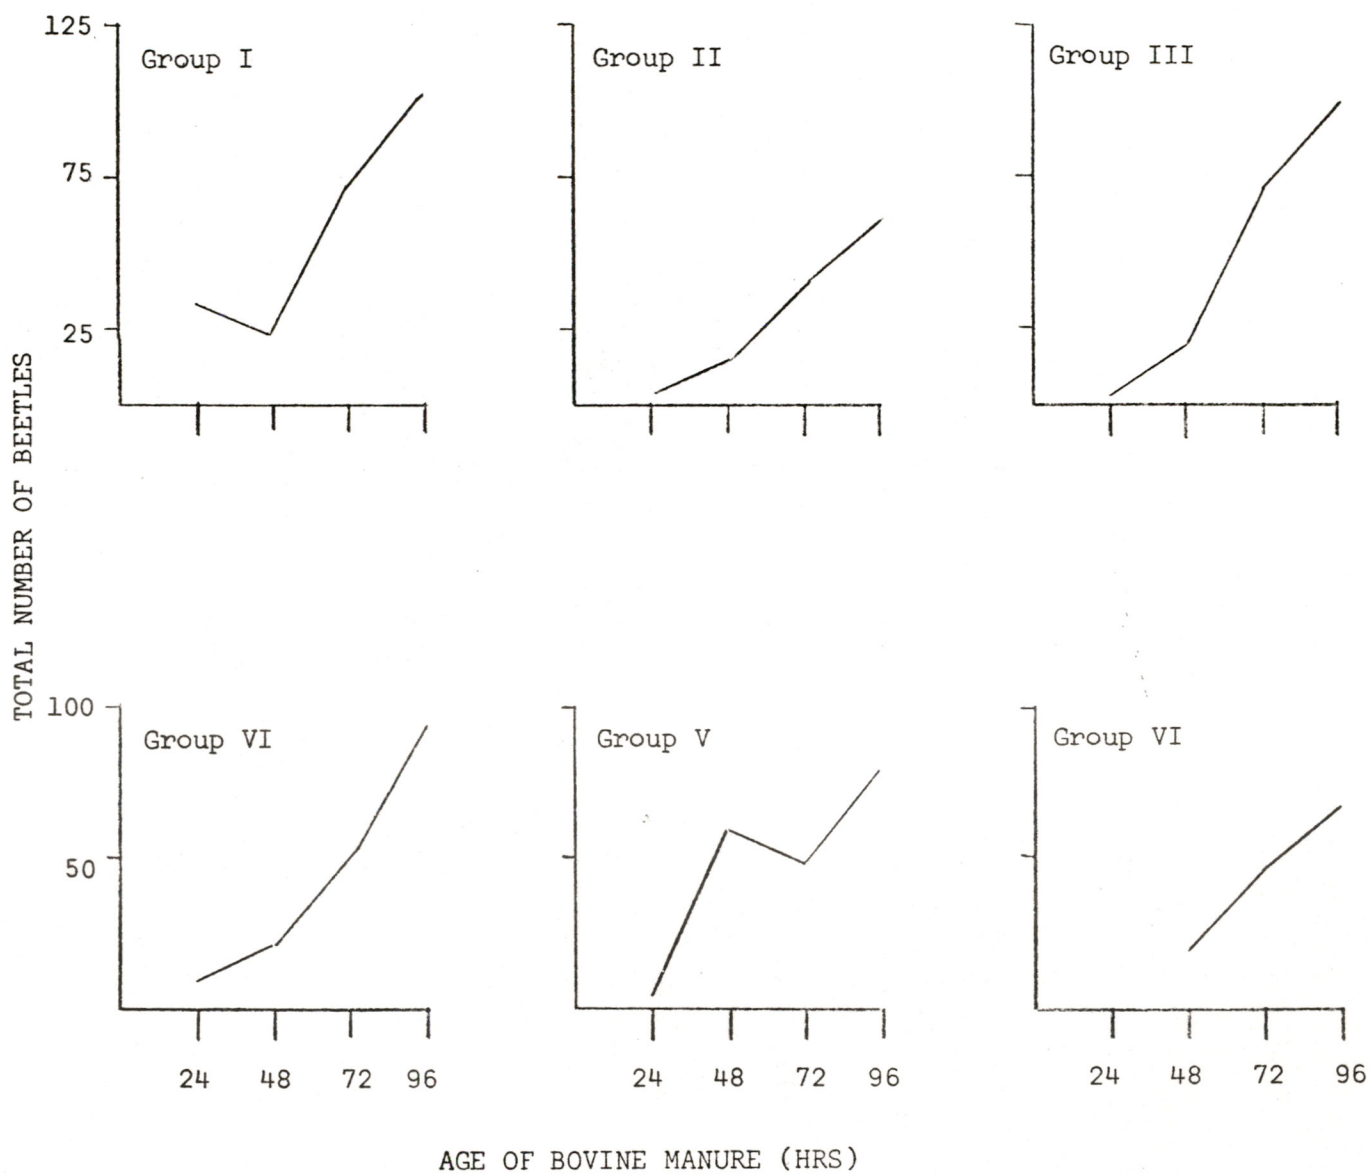 125
Group I
Group II
Group III
75
25
TOTAL NUMBER OF BEETLES
100
Group VI
Group V
Group VI
50
24 48 72 96
24 48 72 96
24 48 72 96
AGE OF BOVINE MANURE (HRS)